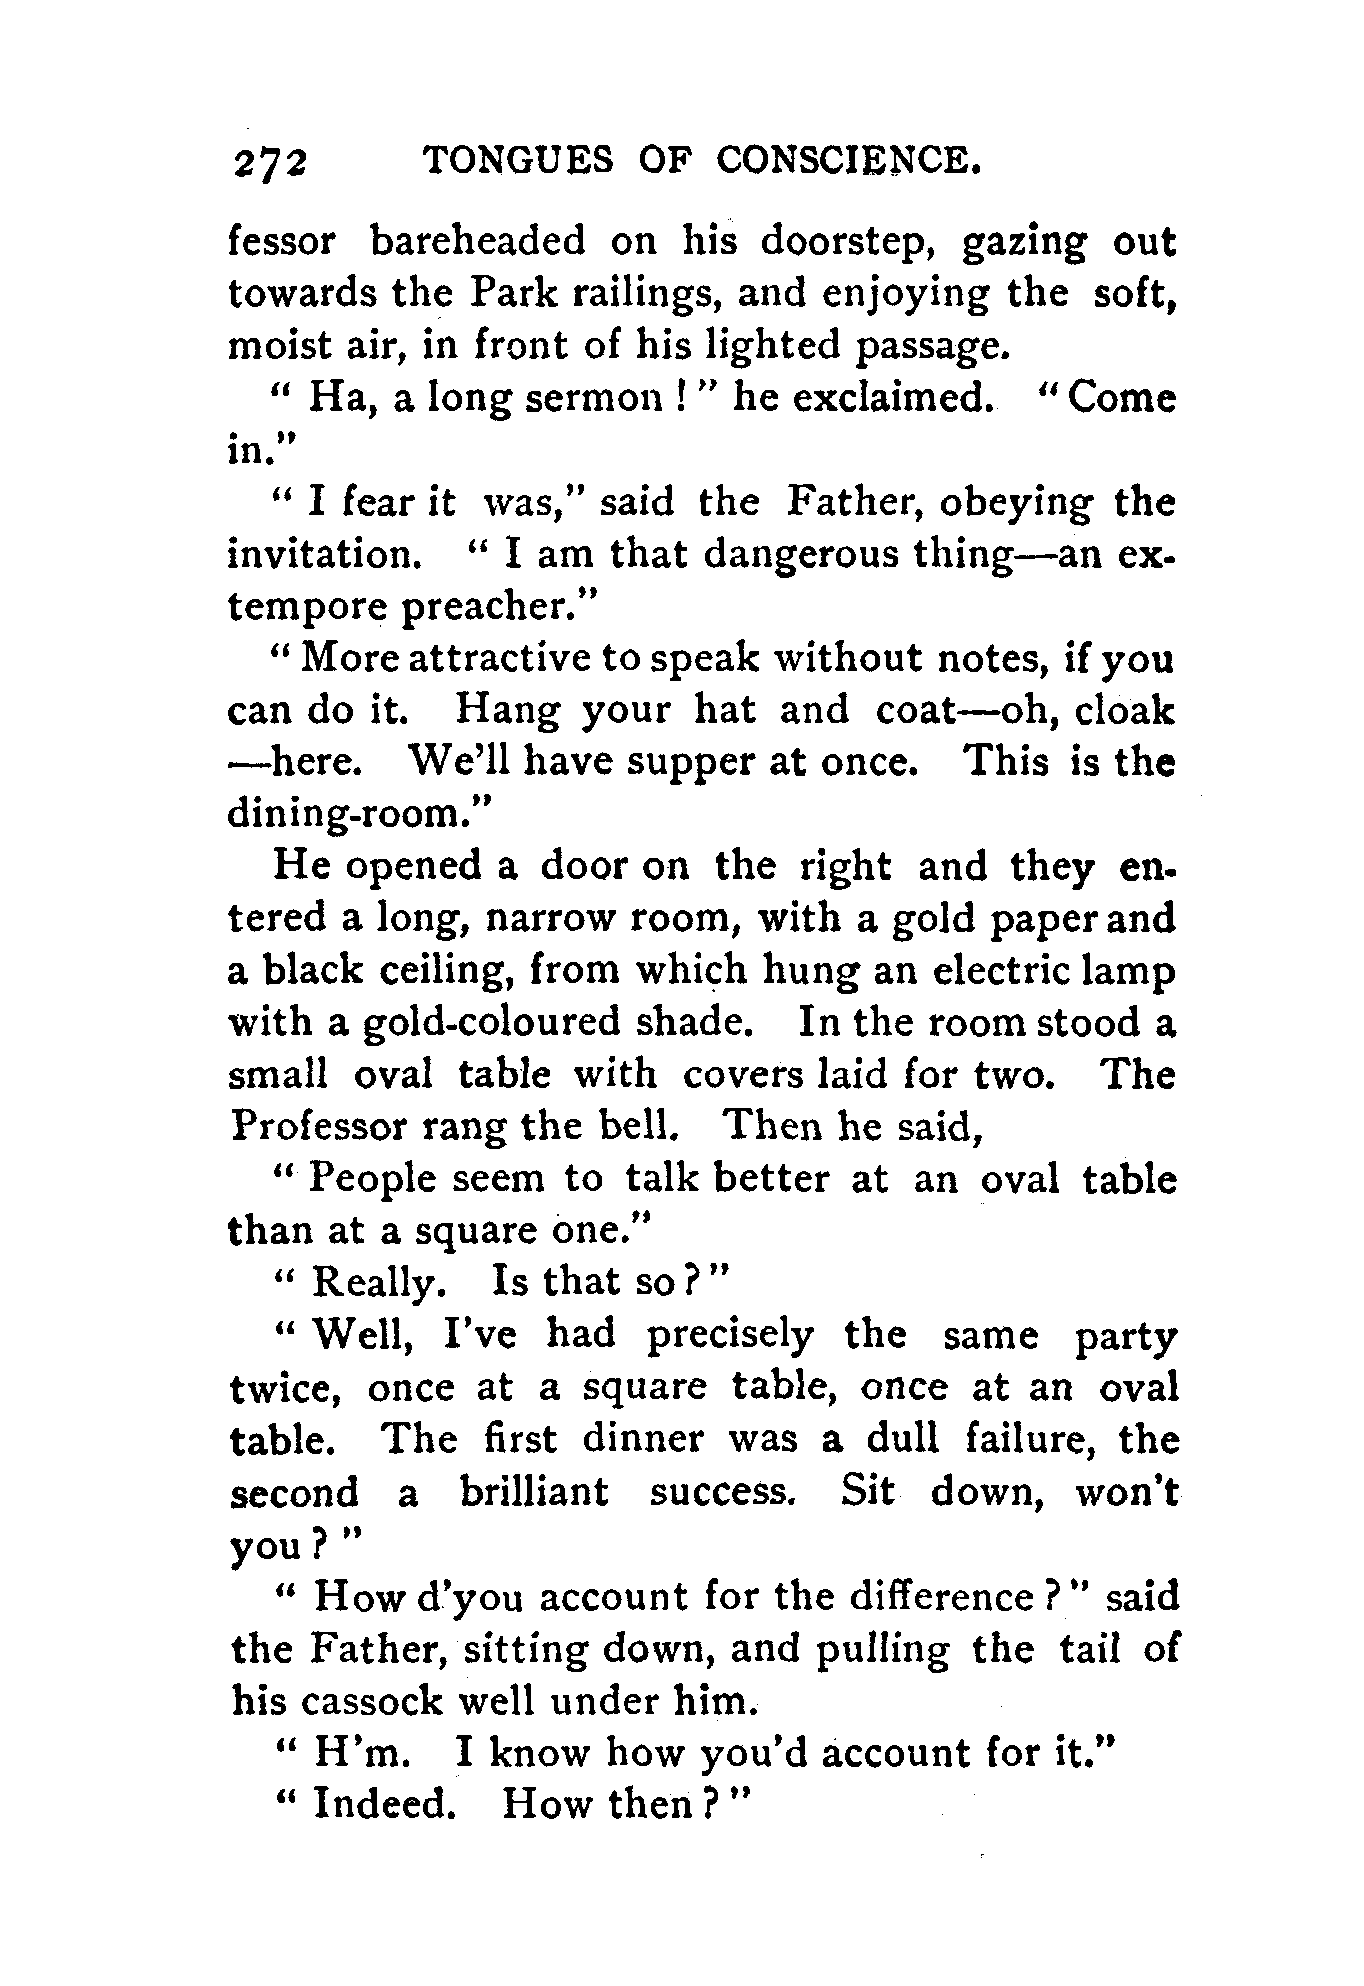 272 TONGUES OF CONSCIENCE.
fessor bareheaded on his doorstep, gazing out
towards the Park railings, and enjoying the soft,
moist air, in front of his lighted passage.
“ Ha, a long sermon ! ” he exclaimed. “ Come
in.”
“ I fear it was,” said the Father, obeying the
invitation. “ I am that dangerous thing—an ex-
tempore preacher.”
“ More attractive to speak without notes, if you
can do it. Hang your hat and coat—oh, cloak
—here. We’ll have supper at once. This is the
dining-room.”
He opened a door on the right and they en-
tered a long, narrow room, with a gold paper and
a black ceiling, from which hung an electric lamp
with a gold-coloured shade. In the room stood a
small oval table with covers laid for two. The
Professor rang the bell. Then he said,
“ People seem to talk better at an oval table
than at a square one.”
“ Really. Is that so ? ”
“ Well, I’ve had precisely the same party
twice, once at a square table, once at an oval
table. The first dinner was a dull failure, the
second a brilliant success. Sit down, won’t
you ? ”
“ How d’you account for the difference ? ” said
the Father, sitting down, and pulling the tail of
his cassock well under him.
“ H’m. I know how you’d account for it.”
“ Indeed. How then ? ”